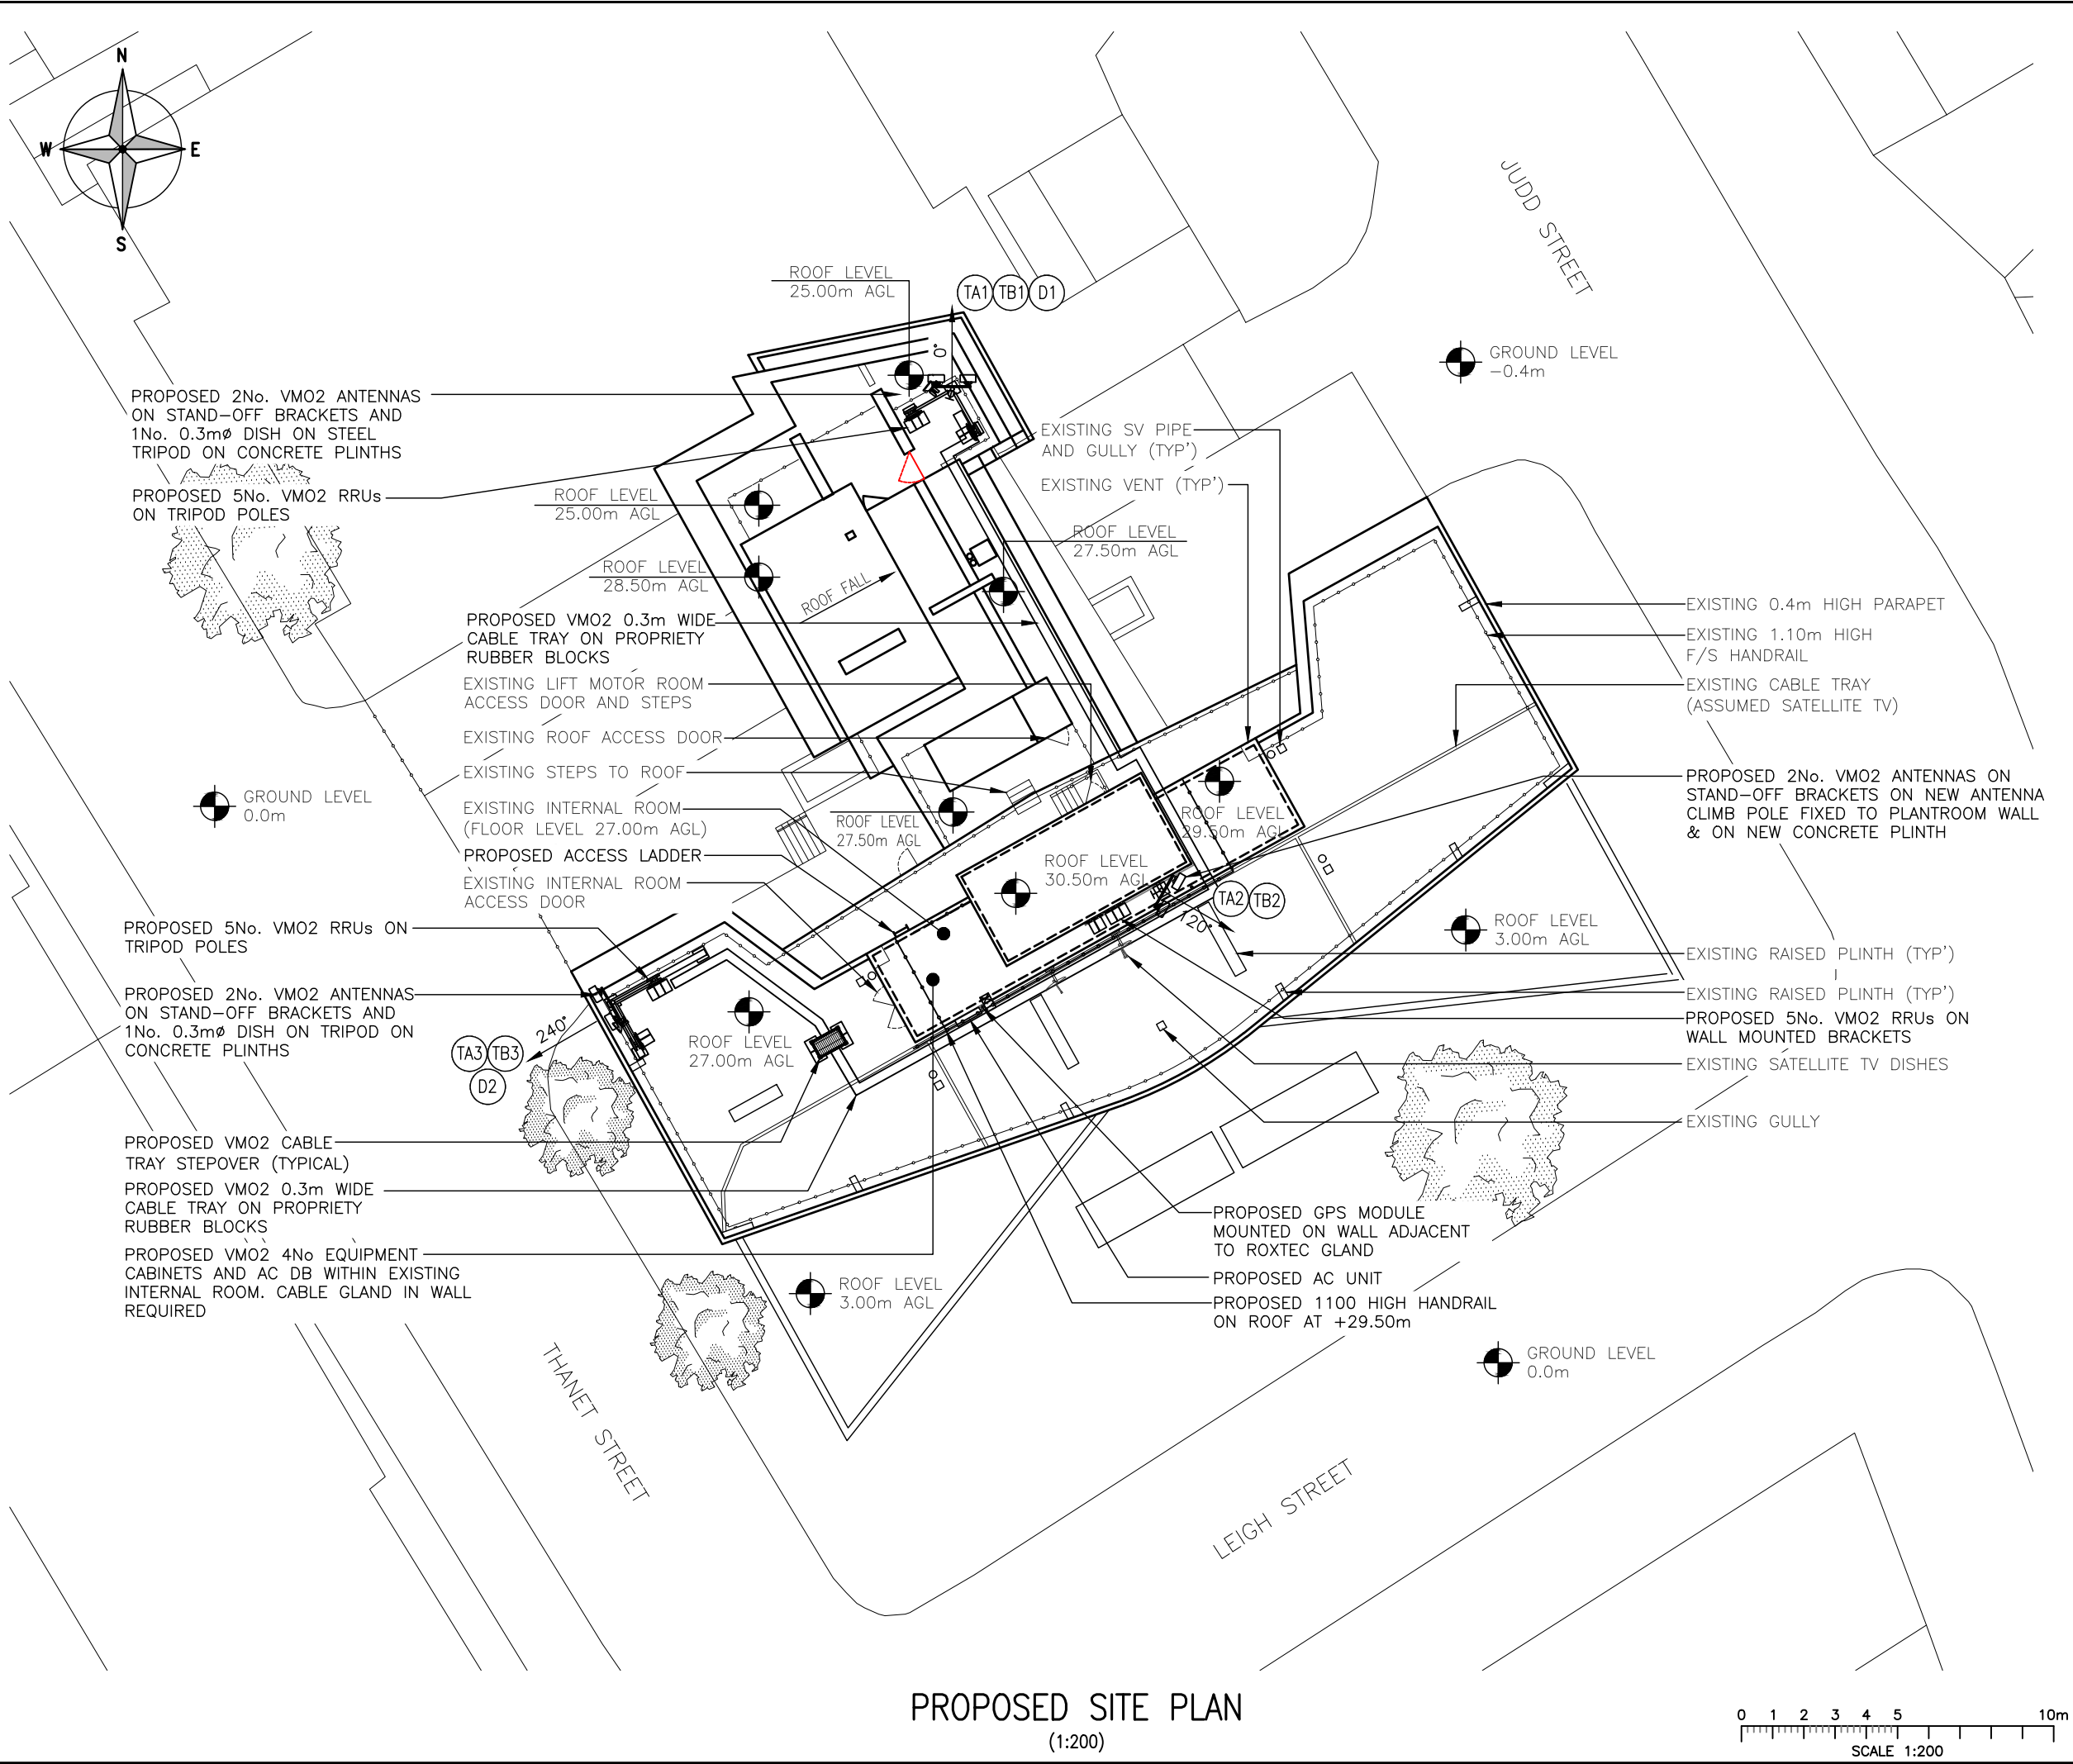 N
W
E
S
JUDD STREET
ROOF LEVEL
25.00m AGL
TA1
TB1
D1
0°
GROUND LEVEL
-0.4m
PROPOSED 2No. VMO2 ANTENNAS
ON STAND-OFF BRACKETS AND
1No. 0.3mø DISH ON STEEL
TRIPOD ON CONCRETE PLINTHS
PROPOSED 5No. VMO2 RRUs
ON TRIPOD POLES
EXISTING SV PIPE
AND GULLY (TYP')
EXISTING VENT (TYP')
ROOF LEVEL
25.00m AGL
ROOF LEVEL
27.50m AGL
ROOF LEVEL
28.50m AGL
ROOF FALL
PROPOSED VMO2 0.3m WIDE
CABLE TRAY ON PROPRIETY
RUBBER BLOCKS
EXISTING LIFT MOTOR ROOM
ACCESS DOOR AND STEPS
EXISTING ROOF ACCESS DOOR
EXISTING STEPS TO ROOF
EXISTING INTERNAL ROOM
(FLOOR LEVEL 27.00m AGL)
PROPOSED ACCESS LADDER
EXISTING INTERNAL ROOM
ACCESS DOOR
EXISTING 0.4m HIGH PARAPET
EXISTING 1.10m HIGH
F/S HANDRAIL
EXISTING CABLE TRAY
(ASSUMED SATELLITE TV)
PROPOSED 2No. VMO2 ANTENNAS ON
STAND-OFF BRACKETS ON NEW ANTENNA
CLIMB POLE FIXED TO PLANTROOM WALL
& ON NEW CONCRETE PLINTH
GROUND LEVEL
0.0m
ROOF LEVEL
27.50m AGL
ROOF LEVEL
29.50m AGL
ROOF LEVEL
30.50m AGL
TA2
TB2
120°
ROOF LEVEL
3.00m AGL
PROPOSED 5No. VMO2 RRUs ON
TRIPOD POLES
PROPOSED 2No. VMO2 ANTENNAS
ON STAND-OFF BRACKETS AND
1No. 0.3mø DISH ON TRIPOD ON
CONCRETE PLINTHS
240°
TA3
TB3
D2
ROOF LEVEL
27.00m AGL
EXISTING RAISED PLINTH (TYP')
EXISTING RAISED PLINTH (TYP')
PROPOSED 5No. VMO2 RRUs ON
WALL MOUNTED BRACKETS
EXISTING SATELLITE TV DISHES
EXISTING GULLY
PROPOSED VMO2 CABLE
TRAY STEPOVER (TYPICAL)
PROPOSED VMO2 0.3m WIDE
CABLE TRAY ON PROPRIETY
RUBBER BLOCKS
PROPOSED VMO2 4No EQUIPMENT
CABINETS AND AC DB WITHIN EXISTING
INTERNAL ROOM. CABLE GLAND IN WALL
REQUIRED
PROPOSED GPS MODULE
MOUNTED ON WALL ADJACENT
TO ROXTEC GLAND
PROPOSED AC UNIT
PROPOSED 1100 HIGH HANDRAIL
ON ROOF AT +29.50m
ROOF LEVEL
3.00m AGL
GROUND LEVEL
0.0m
THANET STREET
LEIGH STREET
PROPOSED SITE PLAN
(1:200)
0 1 2 3 4 5 10m
SCALE 1:200